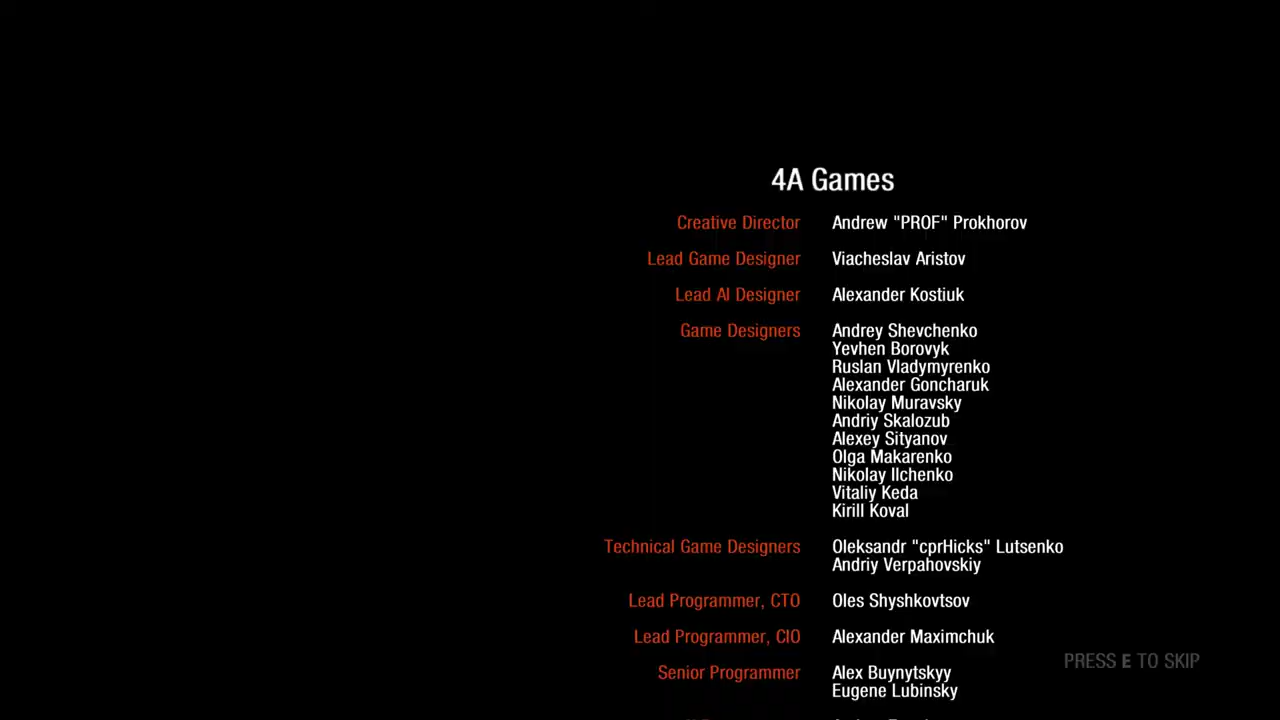 4A Games
Creative Director Andrew "PROF" Prokhorov
Lead Game Designer Viacheslav Aristov
Lead AI Designer Alexander Kostiuk
Game Designers Andrey Shevchenko
Yevhen Borovyk
Ruslan Vladymyrenko
Alexander Goncharuk
Nikolay Muravsky
Andriy Skalozub
Alexey Sityanov
Olga Makarenko
Nikolay Ilchenko
Vitaliy Keda
Kirill Koval
Technical Game Designers Oleksandr "cprHicks" Lutsenko
Andriy Verpahovskiy
Lead Programmer, CTO Oles Shyshkovtsov
Lead Programmer, CIO Alexander Maximchuk
Senior Programmer Alex Buynytskyy
Eugene Lubinsky
PRESS E TO SKIP